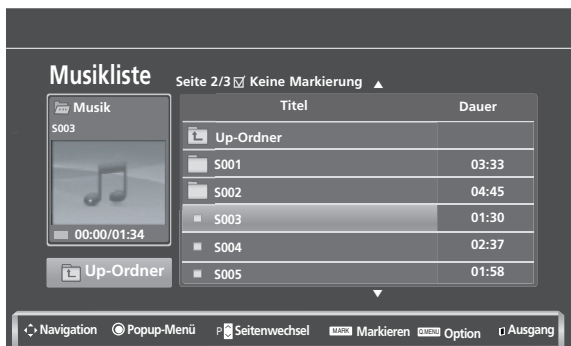 Musikliste Seite 2/3 Keine Markierung
Musik
S003
00:00/01:34
Up-Ordner
Titel Dauer
Up-Ordner
S001 03:33
S002 04:45
S003 01:30
S004 02:37
S005 01:58
Navigation Popup-Menü P Seitenwechsel MARK Markieren Q.MENU Option Ausgang